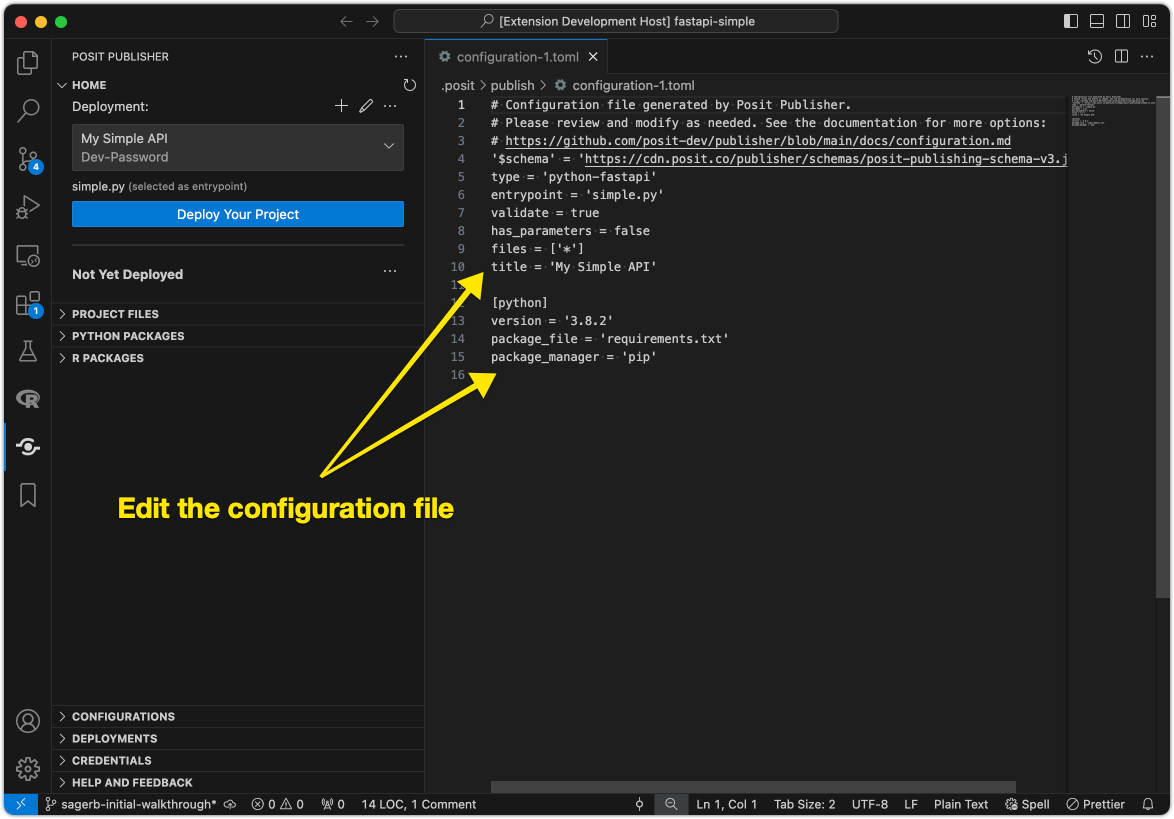 [Extension Development Host] fastapi-simple
POSIT PUBLISHER
HOME
Deployment:
My Simple API
Dev-Password
simple.py (selected as entrypoint)
Deploy Your Project
Not Yet Deployed
PROJECT FILES
PYTHON PACKAGES
R PACKAGES
4
1
R
configuration-1.toml
.posit > publish > configuration-1.toml
1 # Configuration file generated by Posit Publisher.
2 # Please review and modify as needed. See the documentation for more options:
3 # https://github.com/posit-dev/publisher/blob/main/docs/configuration.md
4 '$schema' = 'https://cdn.posit.co/publisher/schemas/posit-publishing-schema-v3.j
5 type = 'python-fastapi'
6 entrypoint = 'simple.py'
7 validate = true
8 has_parameters = false
9 files = ['*']
10 title = 'My Simple API'
11
12 [python]
13 version = '3.8.2'
14 package_file = 'requirements.txt'
15 package_manager = 'pip'
16
Edit the configuration file
CONFIGURATIONS
DEPLOYMENTS
CREDENTIALS
HELP AND FEEDBACK
sagerb-initial-walkthrough* 0 0 0 14 LOC, 1 Comment Ln 1, Col 1 Tab Size: 2 UTF-8 LF Plain Text Spell Prettier